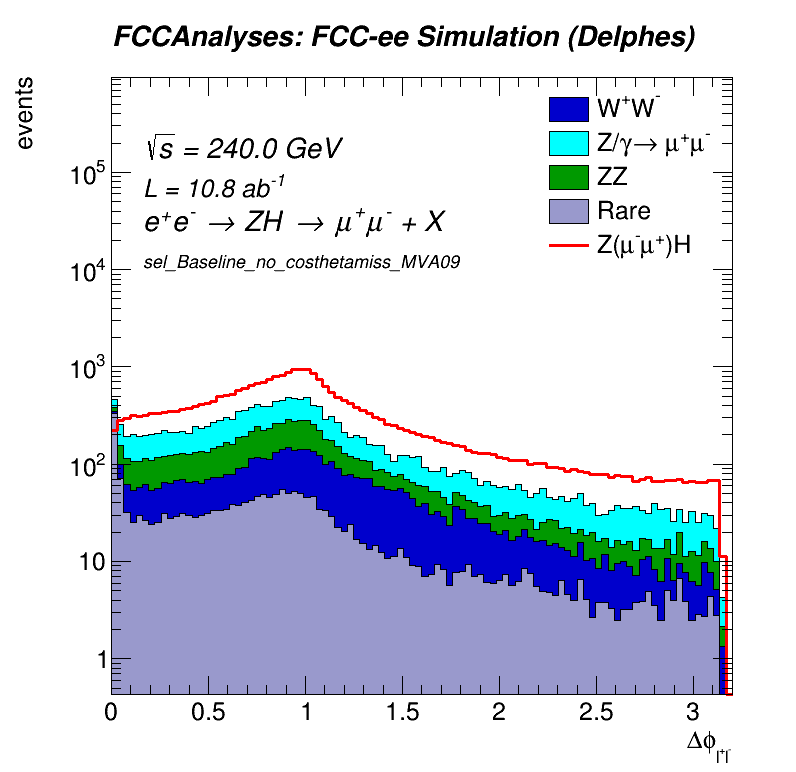 FCCAnalyses: FCC-ee Simulation (Delphes)
events
√s = 240.0 GeV
L = 10.8 ab⁻¹
e⁺e⁻ → ZH → μ⁺μ⁻ + X
sel_Baseline_no_costhetamiss_MVA09
W⁺W⁻
Z/γ→ μ⁺μ⁻
ZZ
Rare
Z(μ⁻μ⁺)H
10⁵
10⁴
10³
10²
10
1
0 0.5 1 1.5 2 2.5 3
Δϕ l⁺l⁻